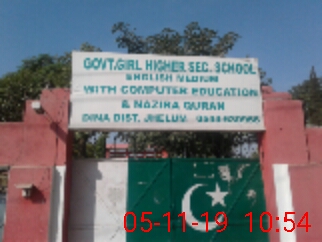 GOVT.GIRL HIGHER SEC. SCHOOL
ENGLISH MEDIUM
WITH COMPUTER EDUCATION
& NAZIRA QURAN
DINA DIST. JHELUM
05-11-19 10:54